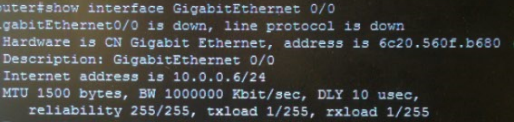 uter#show interface GigabitEthernet 0/0
gabitEthernet0/0 is down, line protocol is down
Hardware is CN Gigabit Ethernet, address is 6c20.560f.b680
Description: GigabitEthernet 0/0
Internet address is 10.0.0.6/24
MTU 1500 bytes, BW 1000000 Kbit/sec, DLY 10 usec,
reliability 255/255, txload 1/255, rxload 1/255